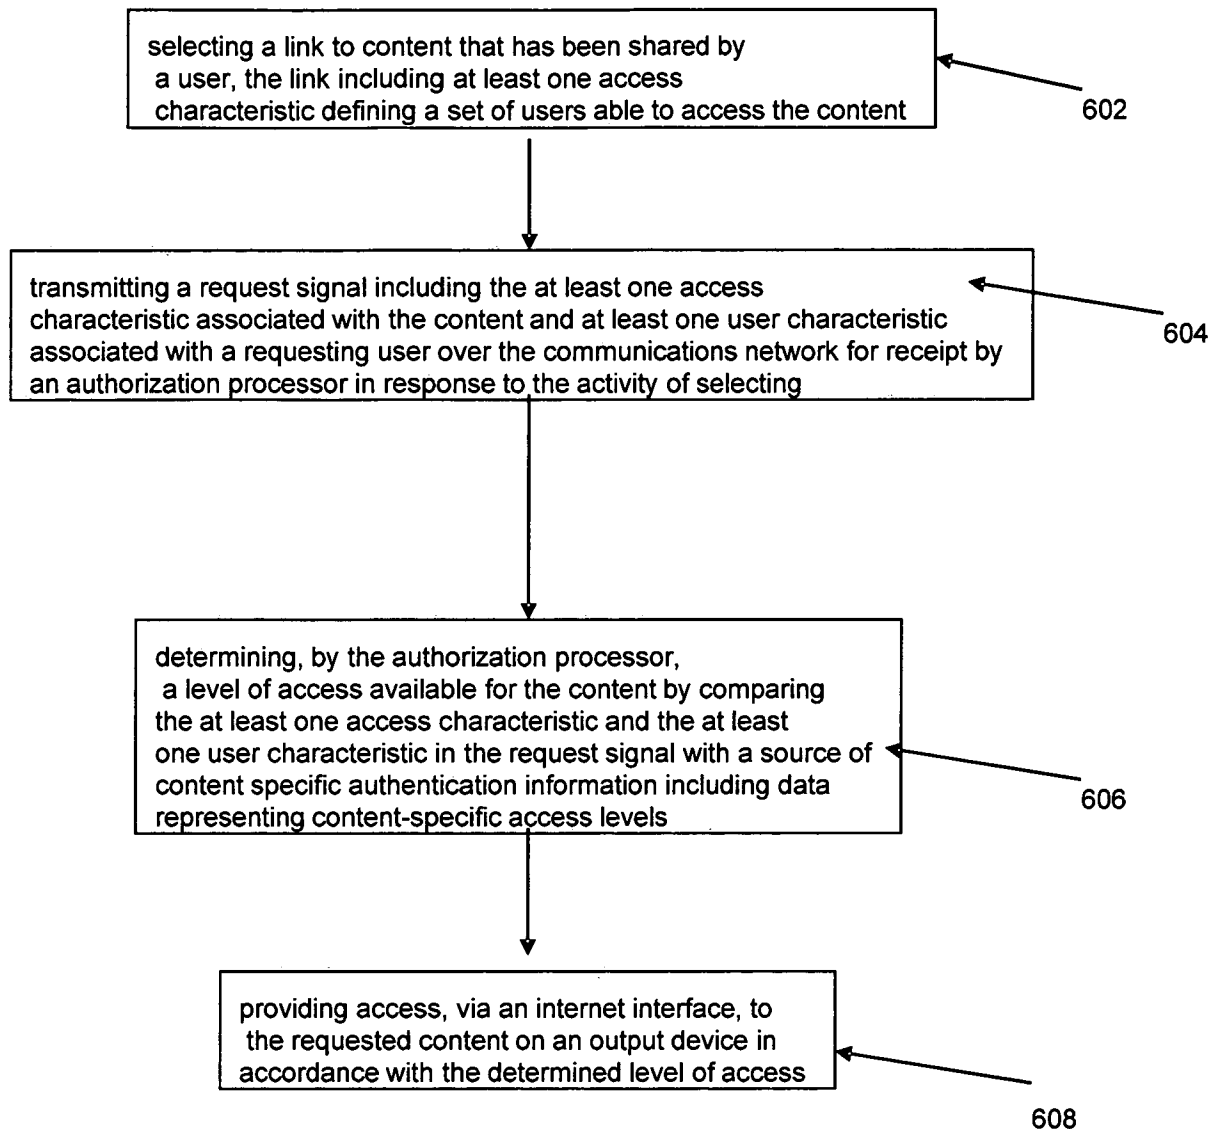 selecting a link to content that has been shared by
a user, the link including at least one access
characteristic defining a set of users able to access the content
602
transmitting a request signal including the at least one access
characteristic associated with the content and at least one user characteristic
associated with a requesting user over the communications network for receipt by
an authorization processor in response to the activity of selecting
604
determining, by the authorization processor,
a level of access available for the content by comparing
the at least one access characteristic and the at least
one user characteristic in the request signal with a source of
content specific authentication information including data
representing content-specific access levels
606
providing access, via an internet interface, to
the requested content on an output device in
accordance with the determined level of access
608